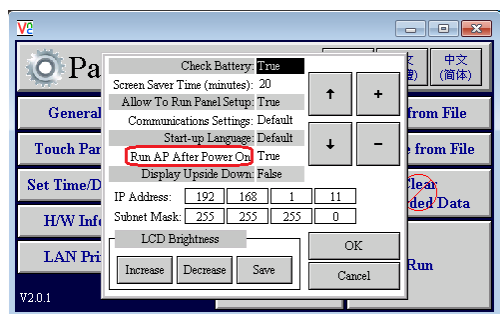 V2
Pa
文
中文
體)
(简体)
Check Battery: True
Screen Saver Time (minutes): 20
Allow To Run Panel Setup: True
Communications Settings: Default
Start-up Language: Default
Run AP After Power On True
Display Upside Down: False
IP Address: 192 168 1 11
Subnet Mask: 255 255 255 0
LCD Brightness
Increase Decrease Save
↑ +
↓ −
OK
Cancel
General
from File
Touch Par
e from File
Set Time/D
Clear
ded Data
H/W Inf
LAN Pri
Run
V2.0.1